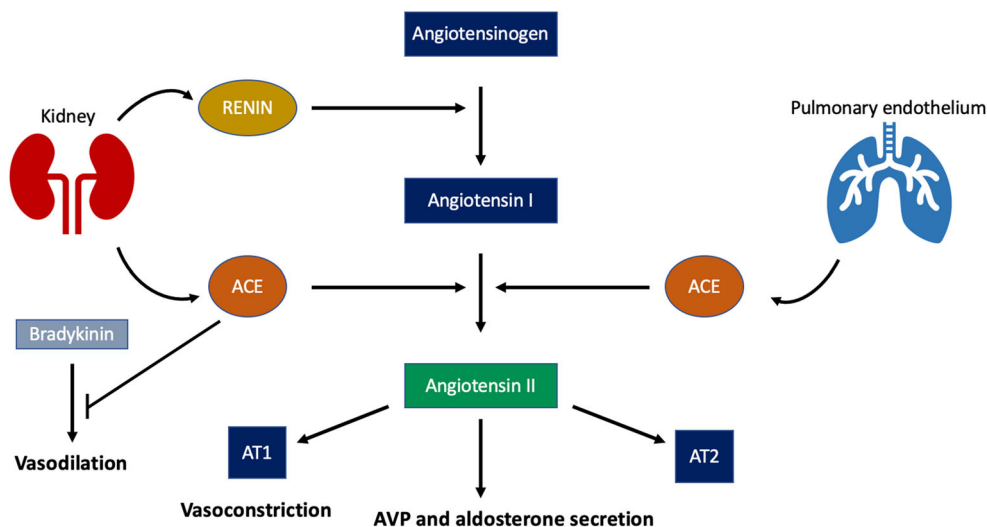 Angiotensinogen
Kidney
RENIN
Pulmonary endothelium
Angiotensin I
ACE
ACE
Bradykinin
Angiotensin II
Vasodilation
AT1
AT2
Vasoconstriction
AVP and aldosterone secretion